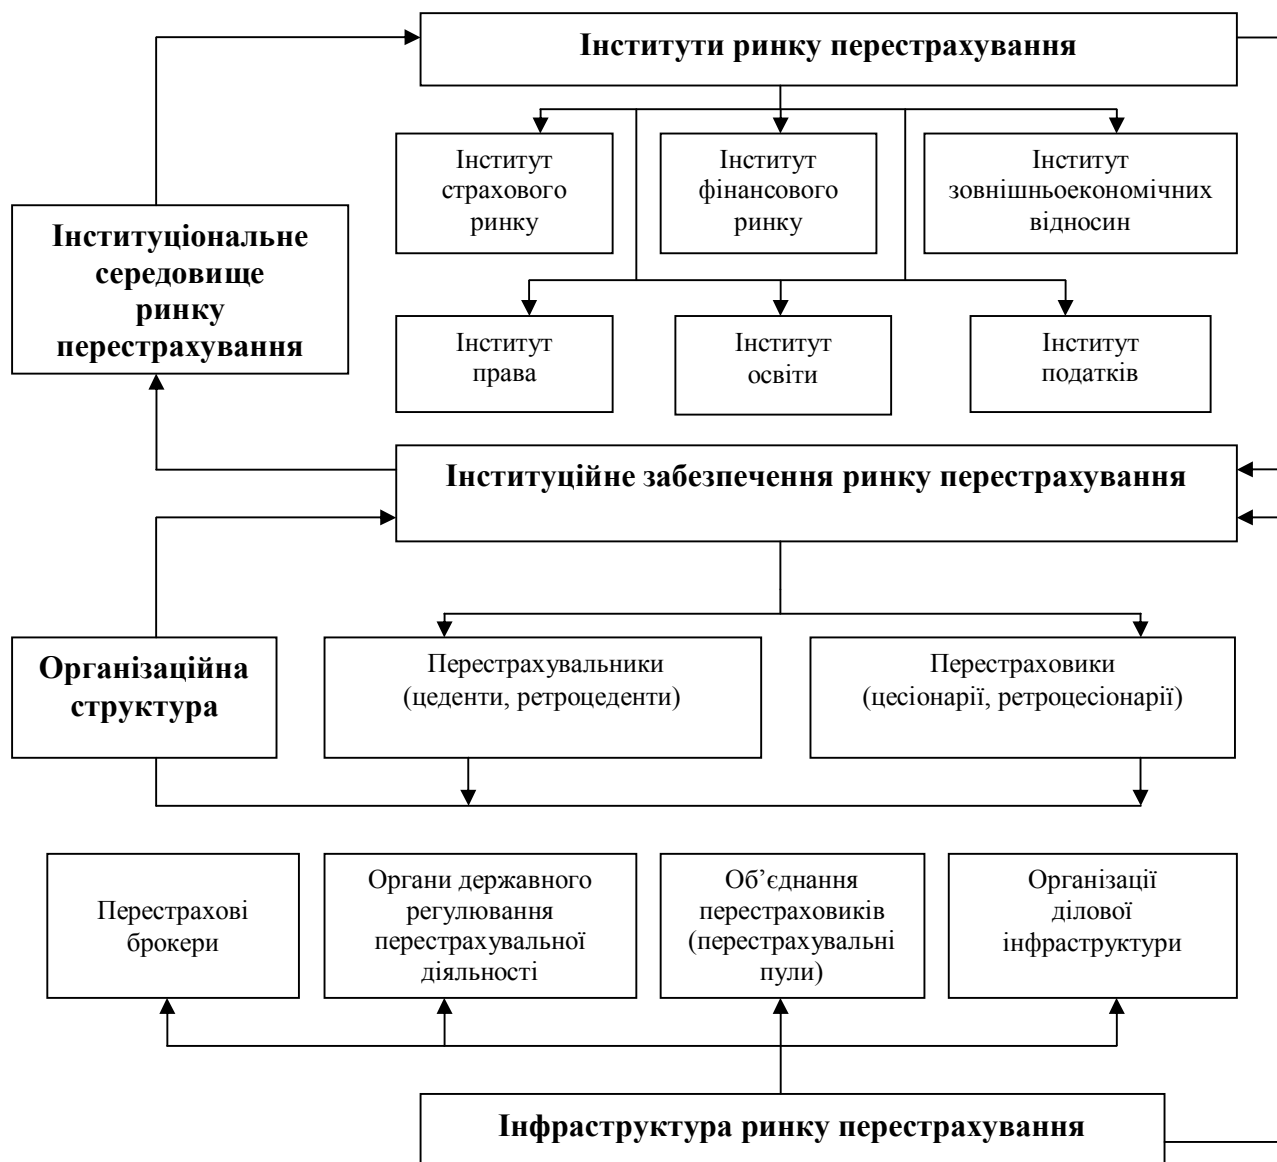 Інститути ринку перестрахування
Інститут
страхового
ринку
Інститут
фінансового
ринку
Інститут
зовнішньоекономічних
відносин
Інституціональне
середовище
ринку
перестрахування
Інститут
права
Інститут
освіти
Інститут
податків
Інституційне забезпечення ринку перестрахування
Організаційна
структура
Перестрахувальники
(цеденти, ретроцеденти)
Перестраховики
(цесіонарії, ретроцесіонарії)
Перестрахові
брокери
Органи державного
регулювання
перестрахувальної
діяльності
Об’єднання
перестраховиків
(перестрахувальні
пули)
Організації
ділової
інфраструктури
Інфраструктура ринку перестрахування